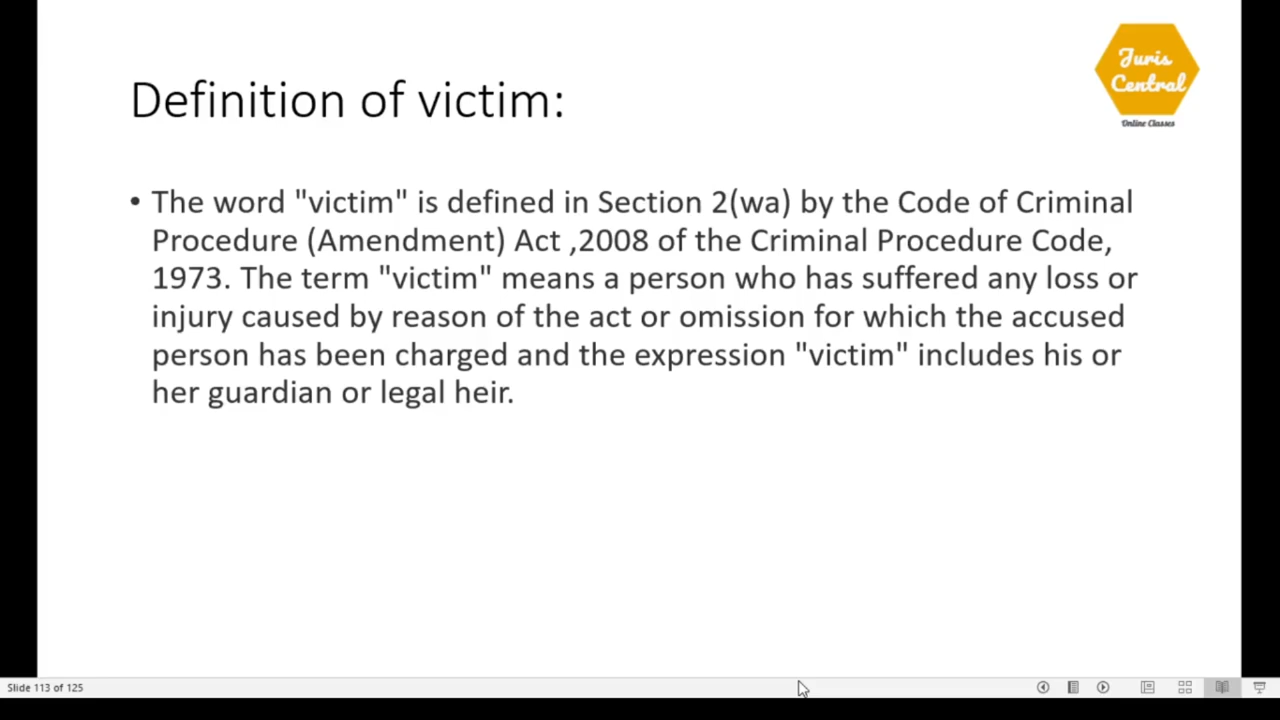 Juris
Central
Online Classes
Definition of victim:
• The word "victim" is defined in Section 2(wa) by the Code of Criminal
Procedure (Amendment) Act ,2008 of the Criminal Procedure Code,
1973. The term "victim" means a person who has suffered any loss or
injury caused by reason of the act or omission for which the accused
person has been charged and the expression "victim" includes his or
her guardian or legal heir.
Slide 113 of 125